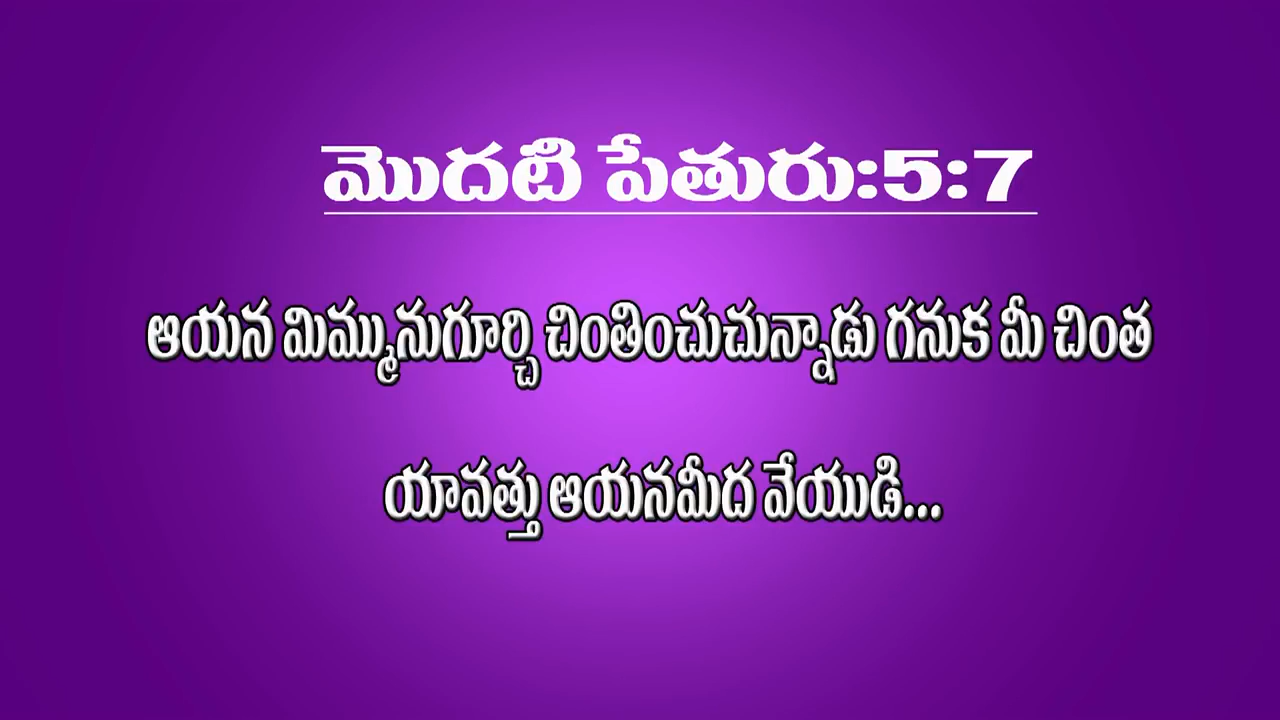 మొదటి పేతురు:5:7
ఆయన మిమ్మునుగూర్చి చింతించుచున్నాడు గనుక మీ చింత
యావత్తు ఆయనమీద వేయుడి...